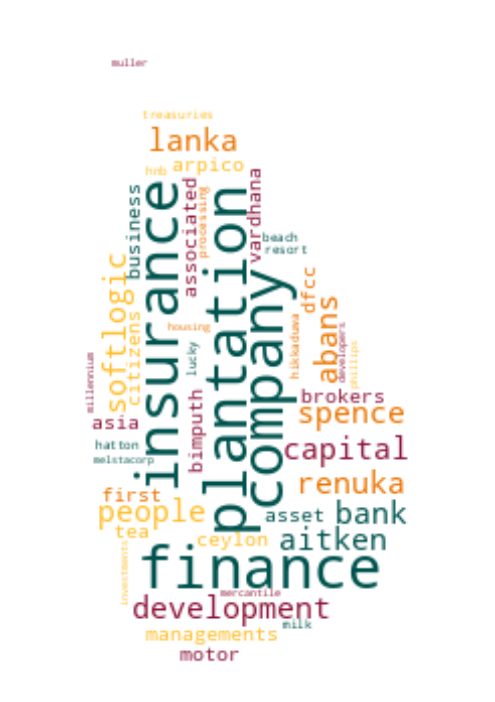 muller
treasuries
lanka
arpico
hnb
insurance
plantation
company
business
associated
processing
vardhana
beach
resort
softlogic
citizens
dfcc
abans
hikkaduwa
developers
phillips
housing
lucky
millennium
bimputh
brokers
spence
asia
capital
hatton
melstacorp
renuka
first
people
asset
bank
tea
ceylon
aitken
investments
finance
mercantile
development
milk
managements
motor